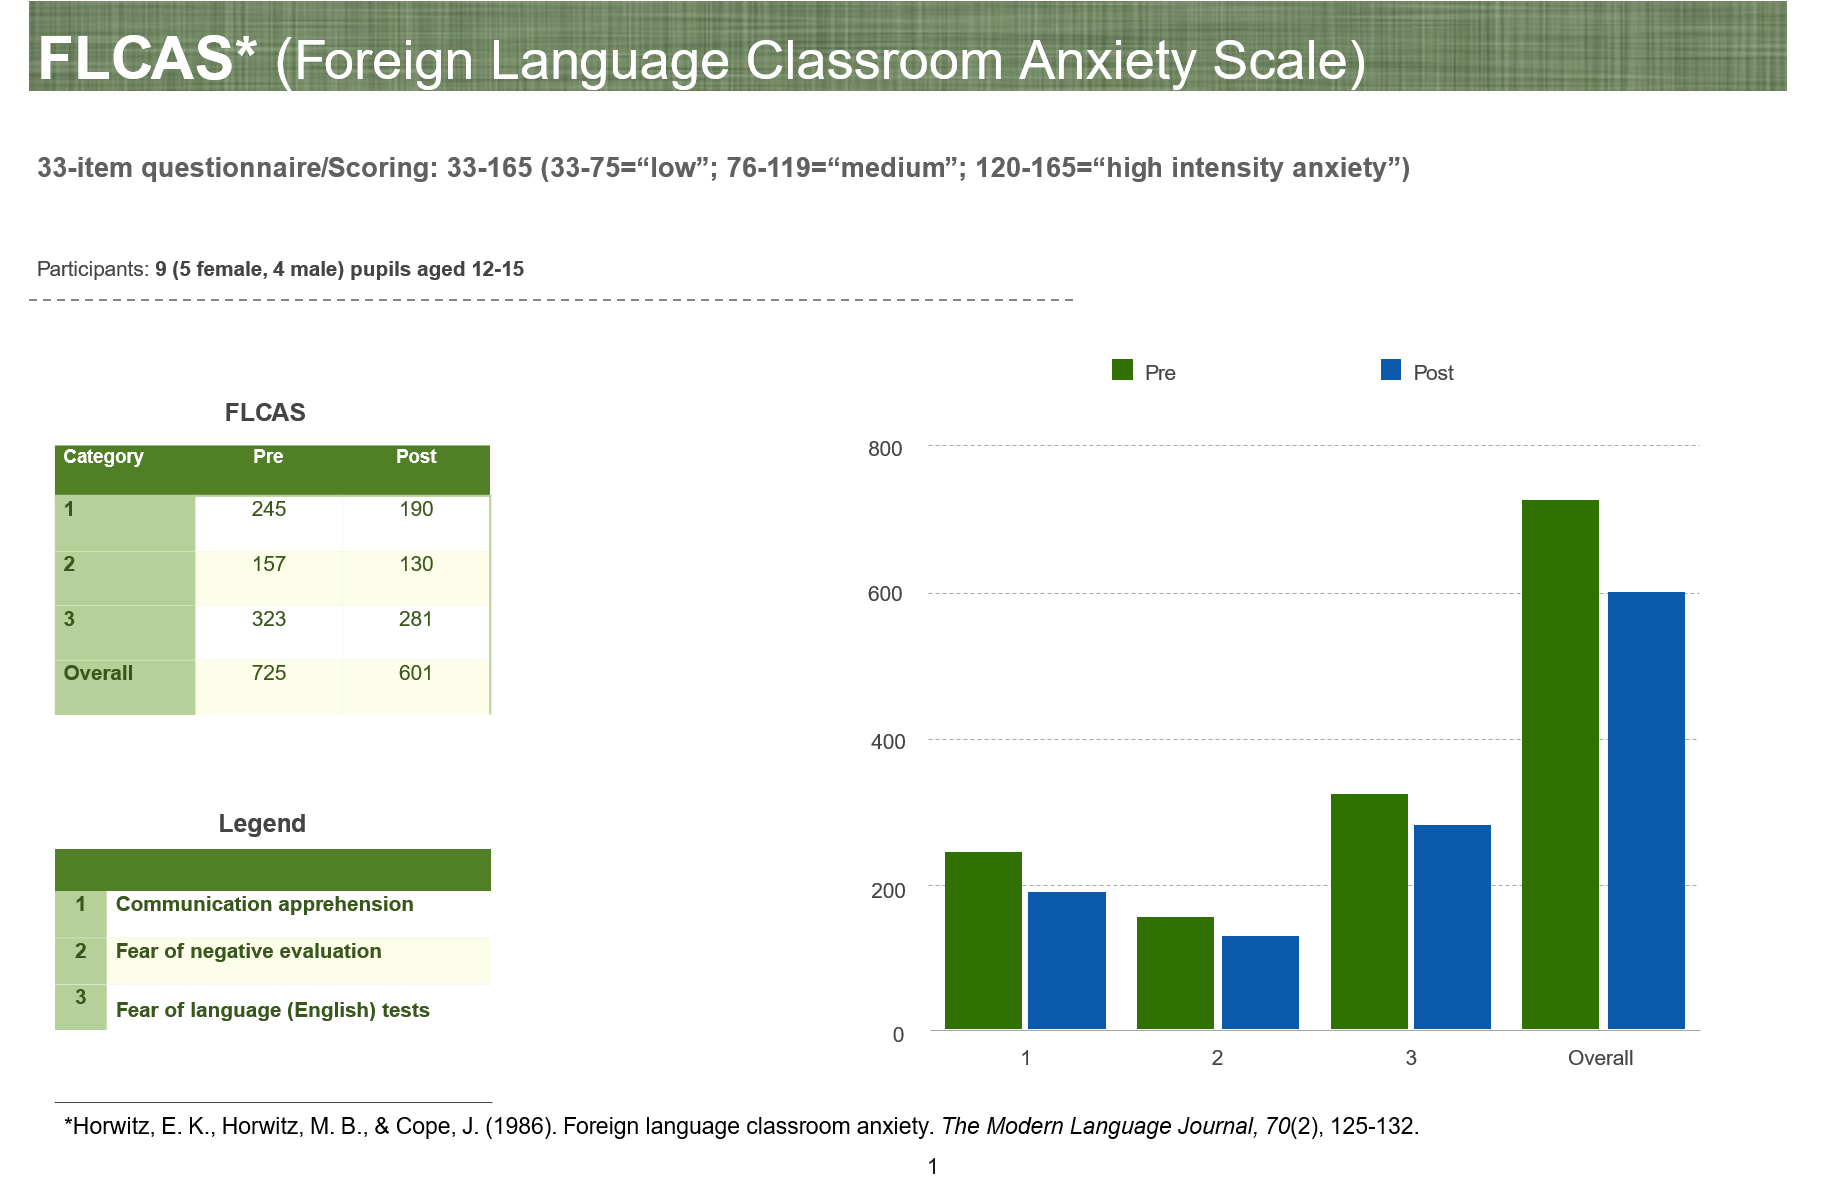 FLCAS* (Foreign Language Classroom Anxiety Scale)
33-item questionnaire/Scoring: 33-165 (33-75=“low”; 76-119=“medium”; 120-165=“high intensity anxiety”)
Participants: 9 (5 female, 4 male) pupils aged 12-15
FLCAS
Category Pre Post
1 245 190
2 157 130
3 323 281
Overall 725 601
Legend
1 Communication apprehension
2 Fear of negative evaluation
3 Fear of language (English) tests
Pre Post
800
600
400
200
0
1 2 3 Overall
*Horwitz, E. K., Horwitz, M. B., & Cope, J. (1986). Foreign language classroom anxiety. The Modern Language Journal, 70(2), 125-132.
1